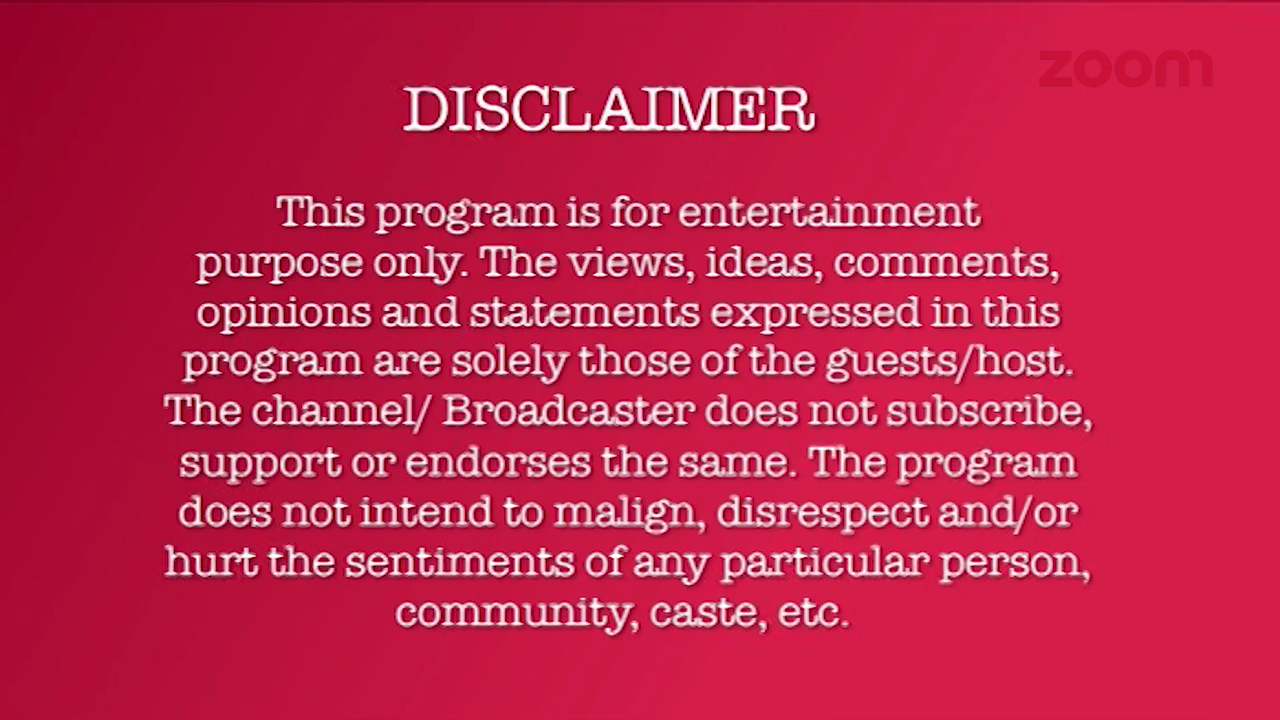 zoom
DISCLAIMER
This program is for entertainment
purpose only. The views, ideas, comments,
opinions and statements expressed in this
program are solely those of the guests/host.
The channel/ Broadcaster does not subscribe,
support or endorses the same. The program
does not intend to malign, disrespect and/or
hurt the sentiments of any particular person,
community, caste, etc.